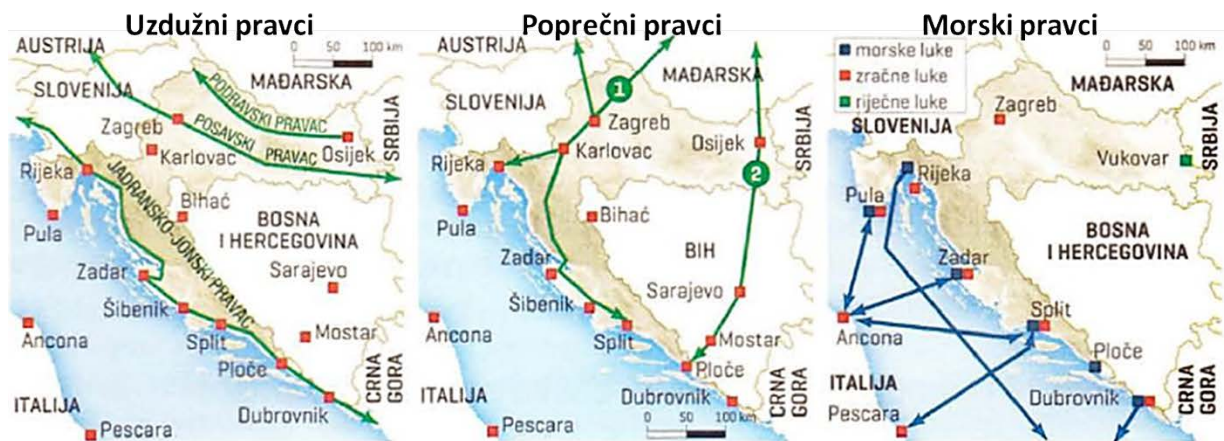 Uzdužni pravci
AUSTRIJA
0 50 100 km
MAĐARSKA
SLOVENIJA
PODRAVSKI PRAVAC
POSAVSKI PRAVAC
Zagreb
Karlovac
Osijek
SRBIJA
Rijeka
JADRANSKO-JONSKI PRAVAC
Bihać
Pula
BOSNA
I HERCEGOVINA
Zadar
Sarajevo
Šibenik
Split
Mostar
Ancona
Ploče
CRNA
GORA
ITALIJA
Dubrovnik
Pescara
Poprečni pravci
AUSTRIJA
1
MAĐARSKA
SLOVENIJA
Zagreb
Karlovac
Osijek
SRBIJA
Rijeka
2
Pula
Bihać
BIH
Zadar
Sarajevo
Šibenik
Split
Mostar
Ancona
Ploče
CRNA
GORA
ITALIJA
Dubrovnik
Pescara
0 50 100 km
Morski pravci
morske luke
zračne luke
riječne luke
0 50 100 km
MAĐARSKA
SLOVENIJA
Zagreb
Vukovar
SRBIJA
Rijeka
Pula
BOSNA
I HERCEGOVINA
Zadar
Split
Ancona
Ploče
CRNA
GORA
ITALIJA
Dubrovnik
Pescara